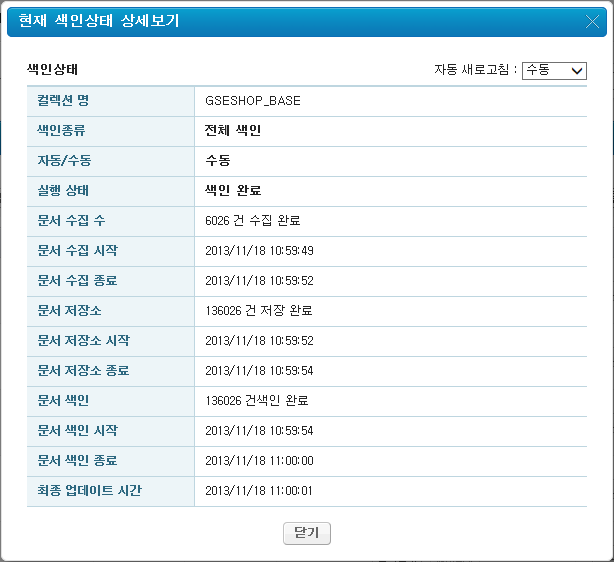 현재 색인상태 상세보기
색인상태 자동 새로고침 : 수동
컬렉션 명 GSESHOP_BASE
색인종류 전체 색인
자동/수동 수동
실행 상태 색인 완료
문서 수집 수 6026 건 수집 완료
문서 수집 시작 2013/11/18 10:59:49
문서 수집 종료 2013/11/18 10:59:52
문서 저장소 136026 건 저장 완료
문서 저장소 시작 2013/11/18 10:59:52
문서 저장소 종료 2013/11/18 10:59:54
문서 색인 136026 건색인 완료
문서 색인 시작 2013/11/18 10:59:54
문서 색인 종료 2013/11/18 11:00:00
최종 업데이트 시간 2013/11/18 11:00:01
닫기